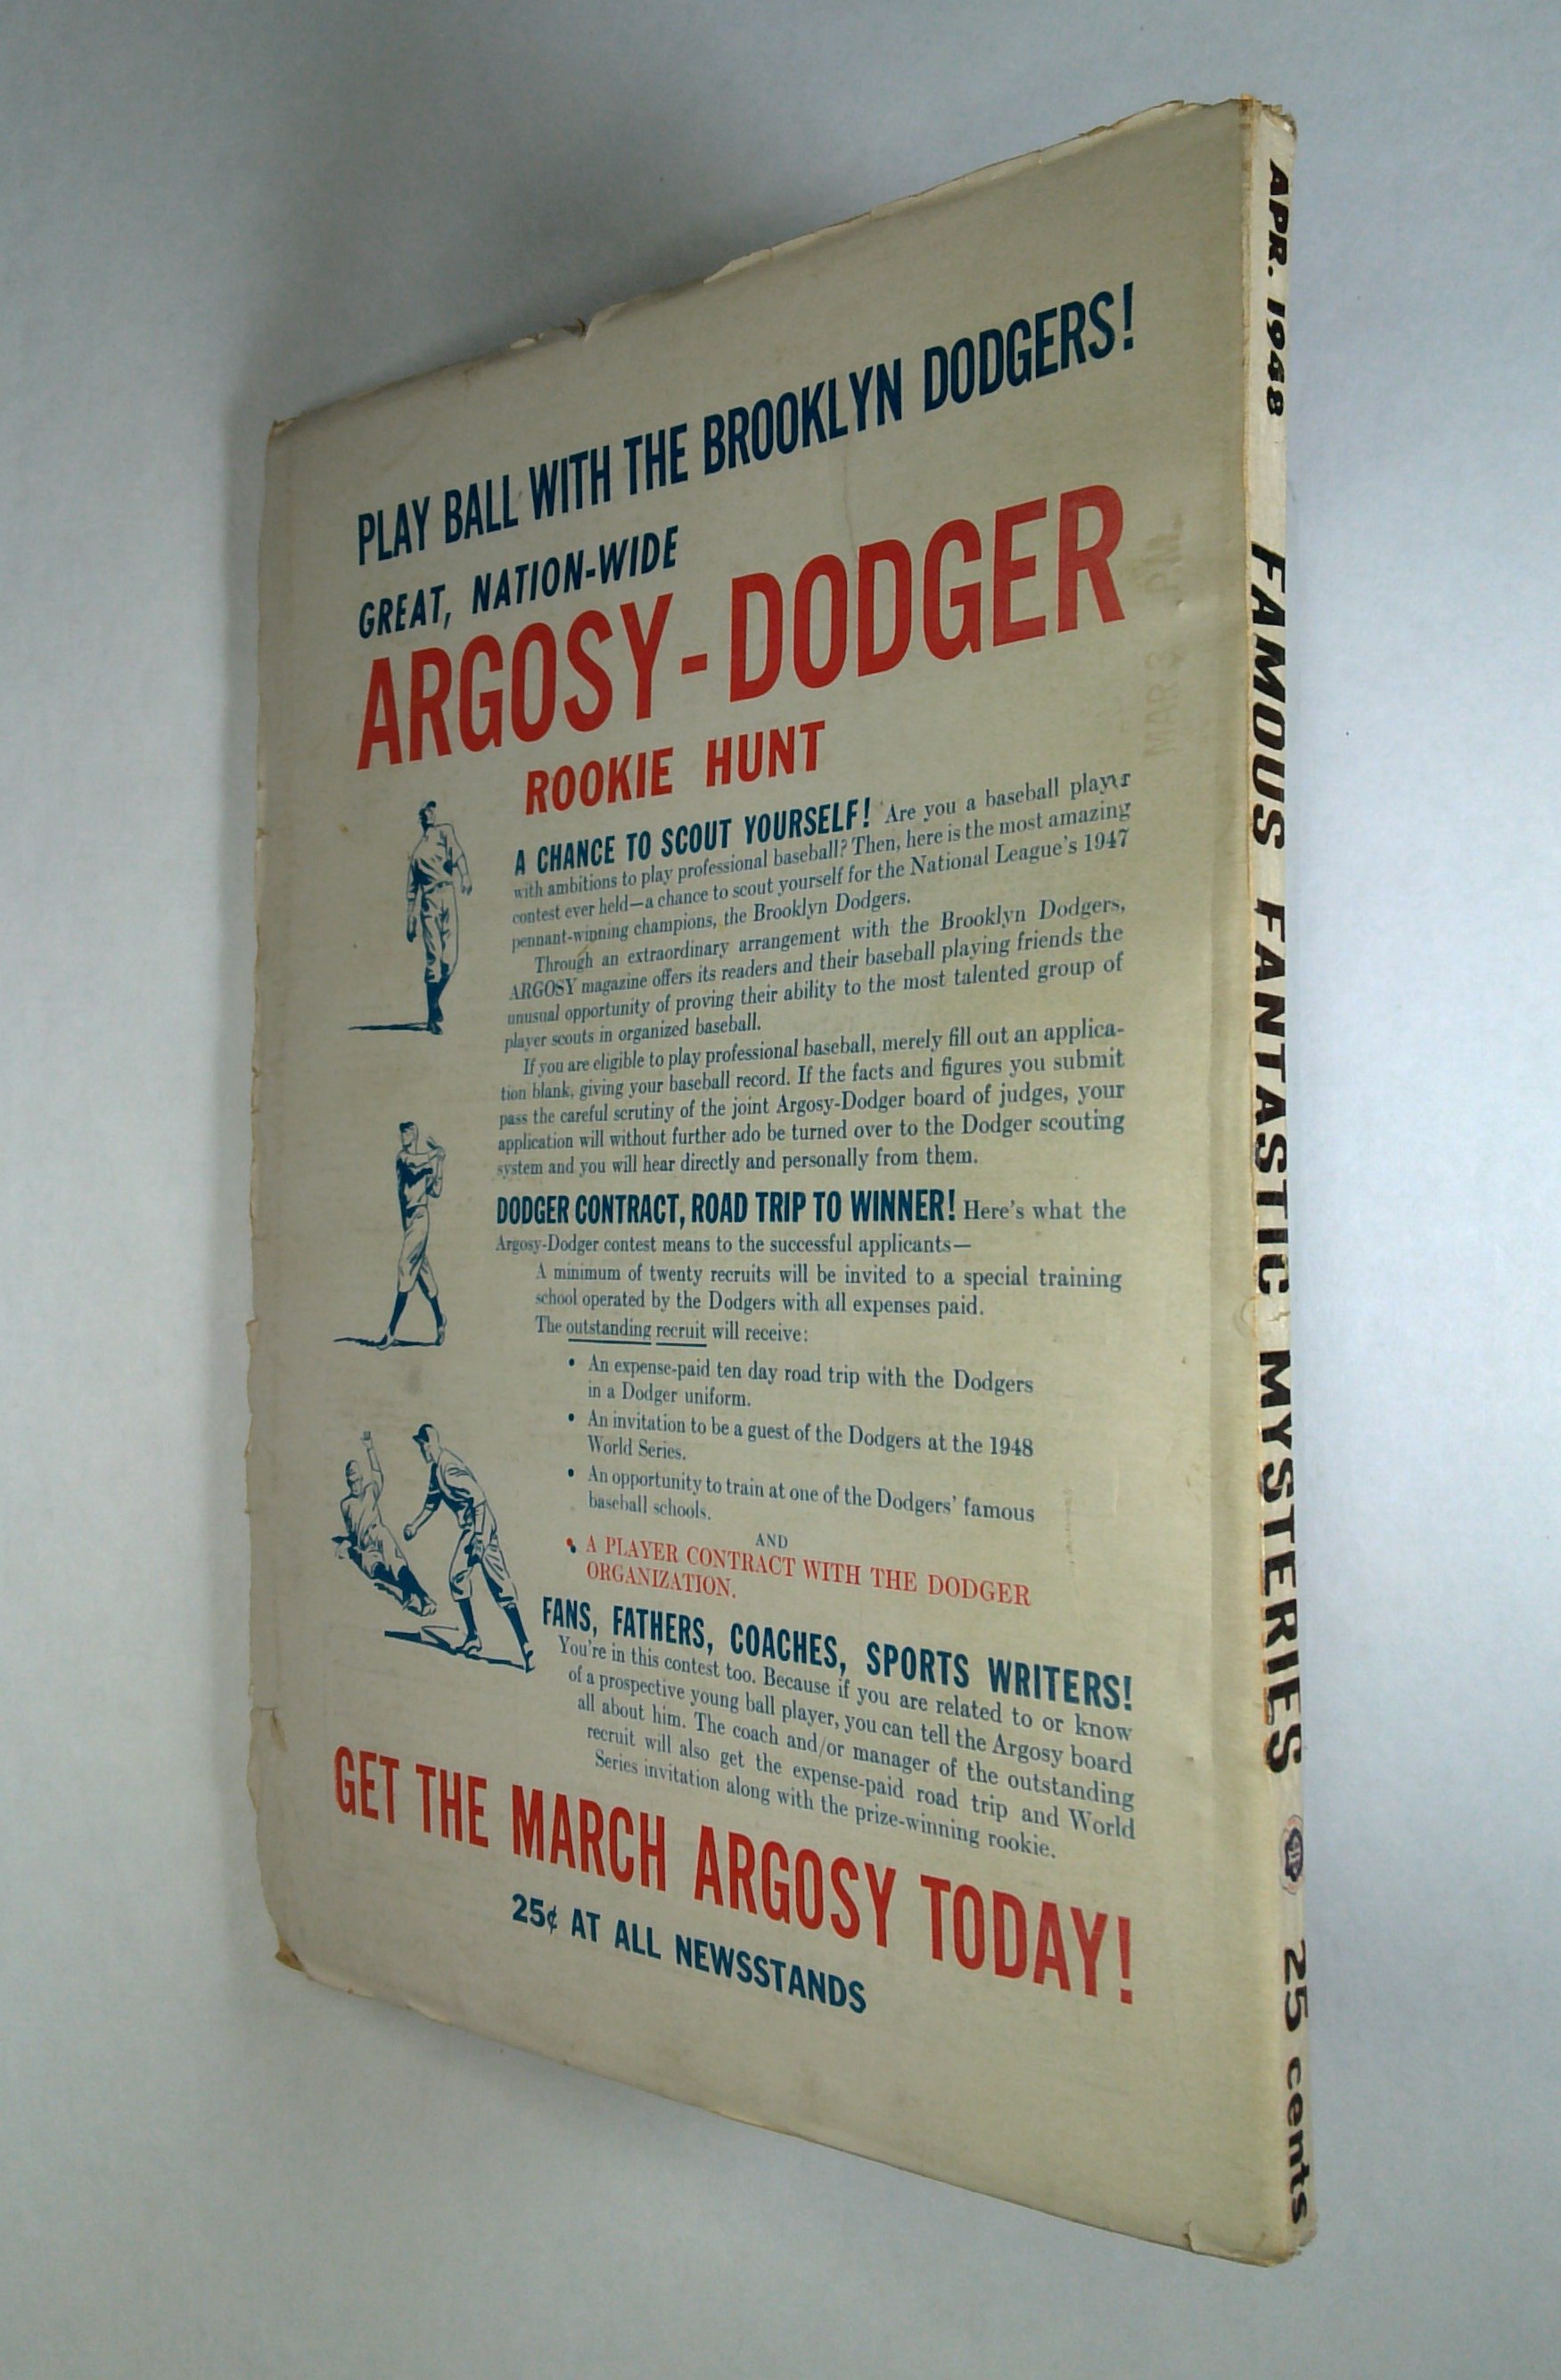 PLAY BALL WITH THE BROOKLYN DODGERS!
GREAT, NATION-WIDE
ARGOSY-DODGER
ROOKIE HUNT
A CHANCE TO SCOUT YOURSELF! Are you a baseball player
with ambitions to play professional baseball? Then, here is the most amazing
contest ever held—a chance to scout yourself for the National League's 1947
pennant-winning champions, the Brooklyn Dodgers.
Through an extraordinary arrangement with the Brooklyn Dodgers,
ARGOSY magazine offers its readers and their baseball playing friends the
unusual opportunity of proving their ability to the most talented group of
player scouts in organized baseball.
If you are eligible to play professional baseball, merely fill out an applica-
tion blank, giving your baseball record. If the facts and figures you submit
pass the careful scrutiny of the joint Argosy-Dodger board of judges, your
application will without further ado be turned over to the Dodger scouting
system and you will hear directly and personally from them.
DODGER CONTRACT, ROAD TRIP TO WINNER! Here's what the
Argosy-Dodger contest means to the successful applicants—
A minimum of twenty recruits will be invited to a special training
school operated by the Dodgers with all expenses paid.
The outstanding recruit will receive:
• An expense-paid ten day road trip with the Dodgers
in a Dodger uniform.
• An invitation to be a guest of the Dodgers at the 1948
World Series.
• An opportunity to train at one of the Dodgers' famous
baseball schools.
AND
• A PLAYER CONTRACT WITH THE DODGER
ORGANIZATION.
FANS, FATHERS, COACHES, SPORTS WRITERS!
You're in this contest too. Because if you are related to or know
of a prospective young ball player, you can tell the Argosy board
all about him. The coach and/or manager of the outstanding
recruit will also get the expense-paid road trip and World
Series invitation along with the prize-winning rookie.
GET THE MARCH ARGOSY TODAY!
25¢ AT ALL NEWSSTANDS
MAR 3 P.M.
APR. 1948 FAMOUS FANTASTIC MYSTERIES 25 cents